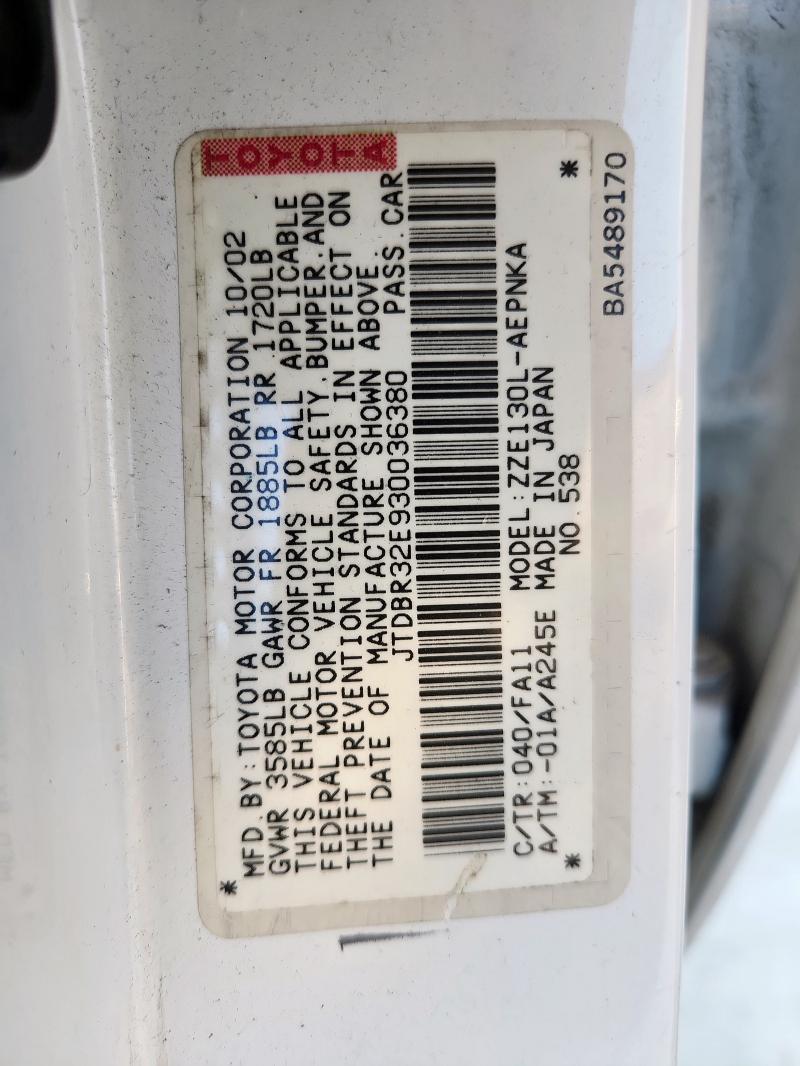 TOYOTA
MFD.BY:TOYOTA MOTOR CORPORATION 10/02
GVWR 3585LB GAWR FR 1885LB RR 1720LB
THIS VEHICLE CONFORMS TO ALL APPLICABLE
FEDERAL MOTOR VEHICLE SAFETY,BUMPER,AND
THEFT PREVENTION STANDARDS IN EFFECT ON
THE DATE OF MANUFACTURE SHOWN ABOVE.
JTDBR32E930036380 PASS.CAR
C/TR:040/FA11 MODEL:ZZE130L-AEPNKA
A/TM:-01A/A245E MADE IN JAPAN
NO.538
BA5489170